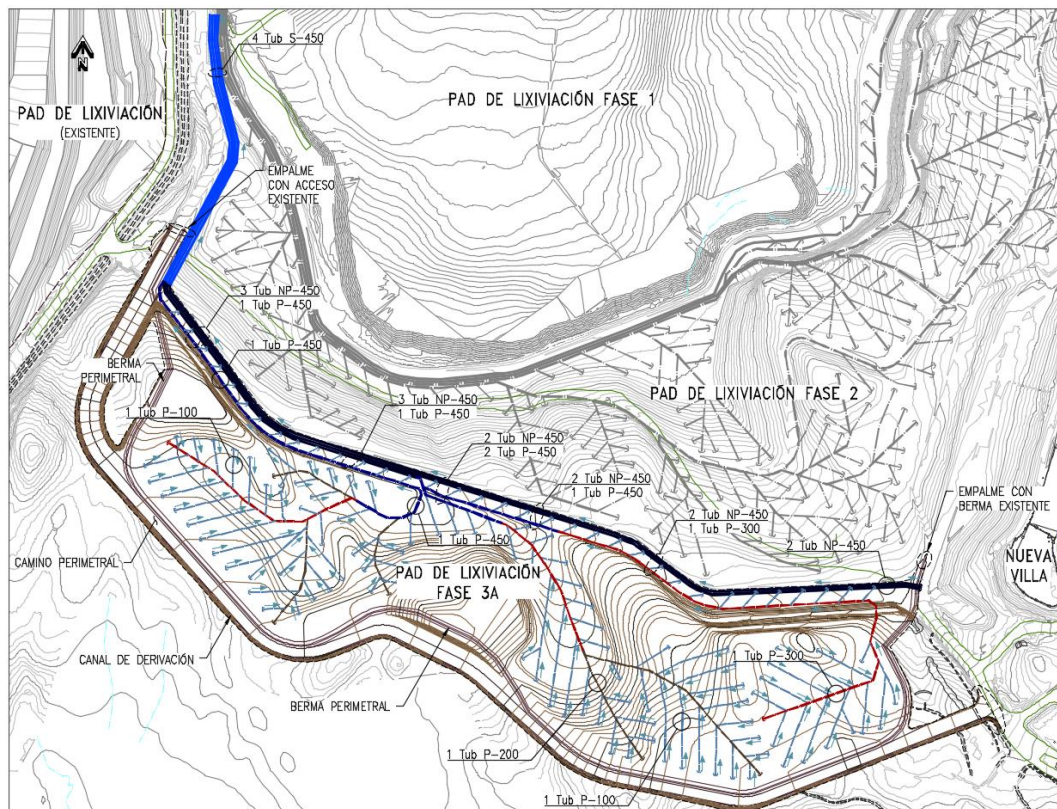 4 Tub S-450
N
PAD DE LIXIVIACIÓN FASE 1
PAD DE LIXIVIACIÓN
(EXISTENTE)
EMPALME
CON ACCESO
EXISTENTE
3 Tub NP-450
1 Tub P-450
1 Tub P-450
BERMA
PERIMETRAL
PAD DE LIXIVIACIÓN FASE 2
3 Tub NP-450
1 Tub P-450
1 Tub P-100
2 Tub NP-450
2 Tub P-450
2 Tub NP-450
1 Tub P-450
EMPALME CON
BERMA EXISTENTE
2 Tub NP-450
1 Tub P-300
1 Tub P-450
2 Tub NP-450
NUEVA
VILLA
CAMINO PERIMETRAL
PAD DE LIXIVIACIÓN
FASE 3A
CANAL DE DERIVACIÓN
1 Tub P-300
BERMA PERIMETRAL
1 Tub P-200
1 Tub P-100